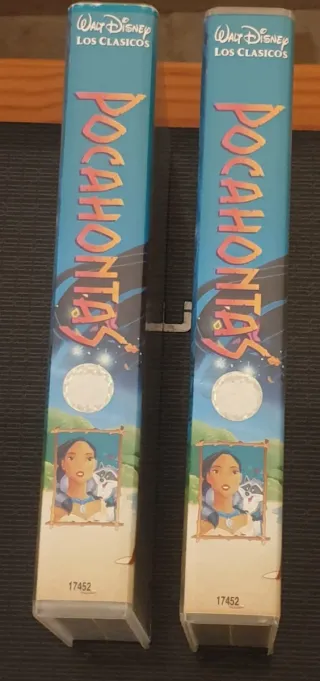 Walt Disney
LOS CLASICOS
POCAHONTAS
17452
Walt Disney
LOS CLASICOS
POCAHONTAS
17452